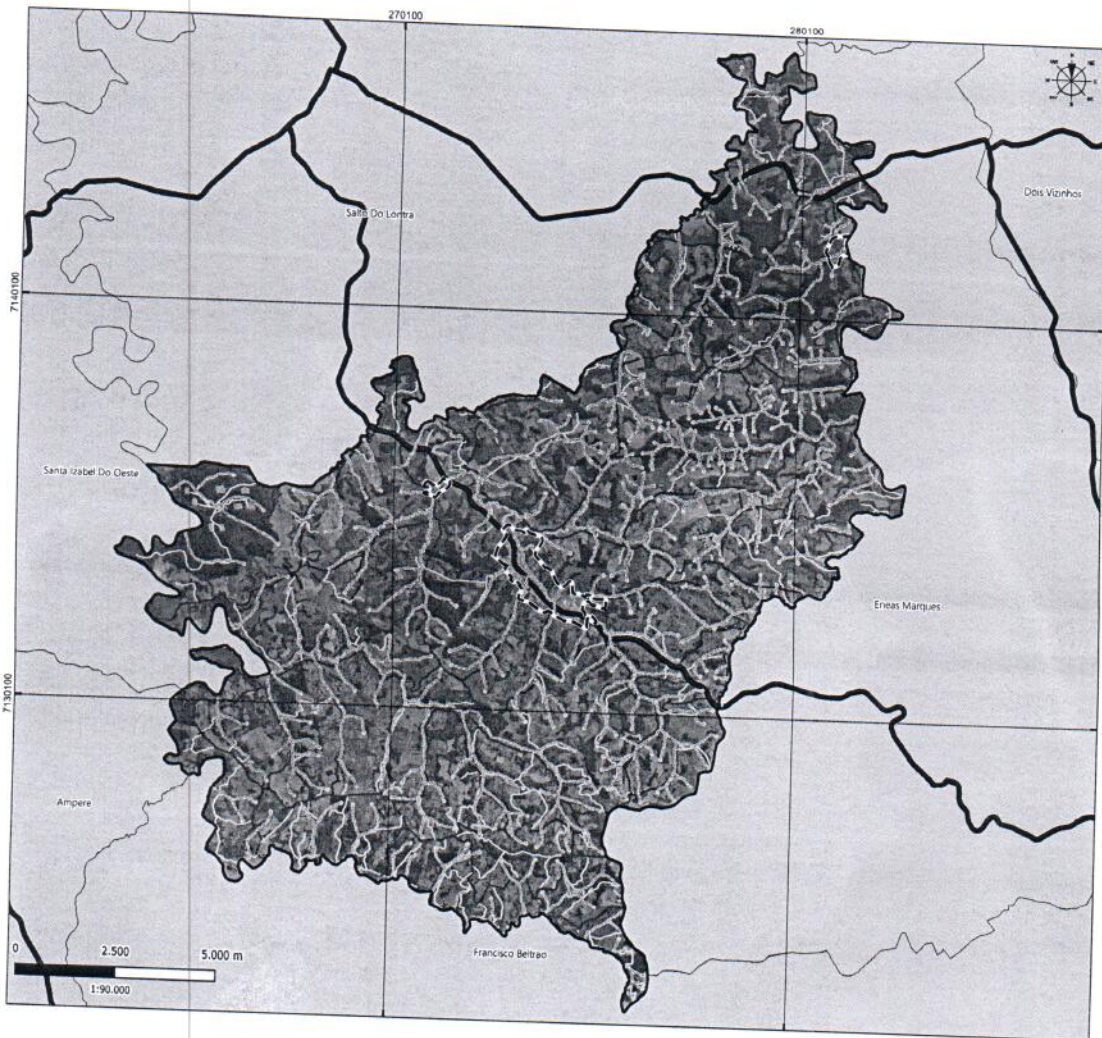 270100
280100
Dois Vizinhos
Salto Do Lontra
7140100
Santa Izabel Do Oeste
Eneas Marques
7130100
Ampere
0 2.500 5.000 m
1:90.000
Francisco Beltrao